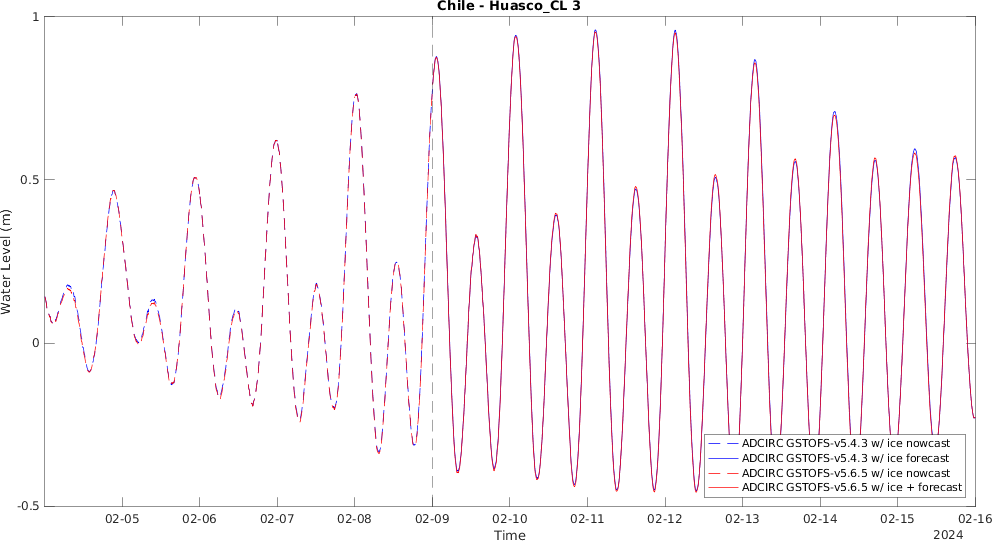 Chile - Huasco_CL 3
Water Level (m)
1
0.5
0
-0.5
02-05 02-06 02-07 02-08 02-09 02-10 02-11 02-12 02-13 02-14 02-15 02-16
Time
2024
ADCIRC GSTOFS-v5.4.3 w/ ice nowcast
ADCIRC GSTOFS-v5.4.3 w/ ice forecast
ADCIRC GSTOFS-v5.6.5 w/ ice nowcast
ADCIRC GSTOFS-v5.6.5 w/ ice + forecast